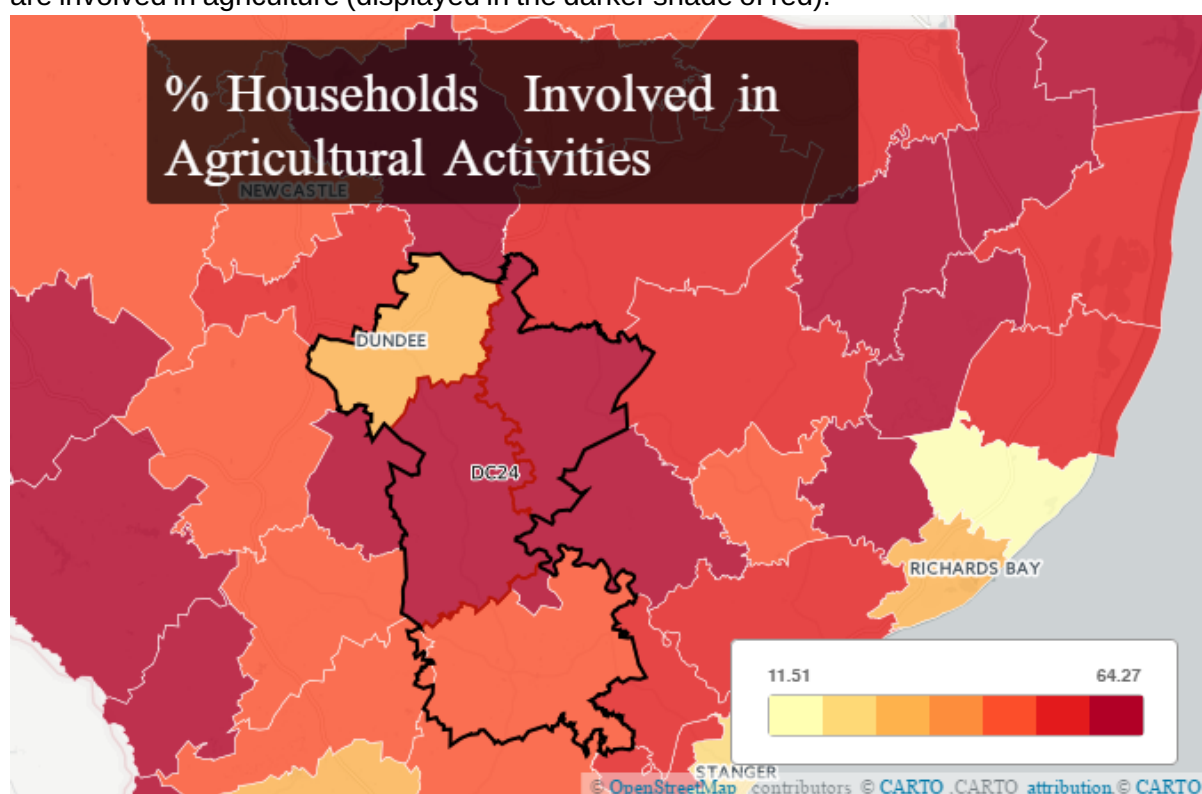 are involved in agriculture (displayed in the darker shade of red).
% Households Involved in
Agricultural Activities
NEWCASTLE
DUNDEE
DC24
RICHARDS BAY
11.51 64.27
STANGER
© OpenStreetMap contributors © CARTO ,CARTO attribution © CARTO